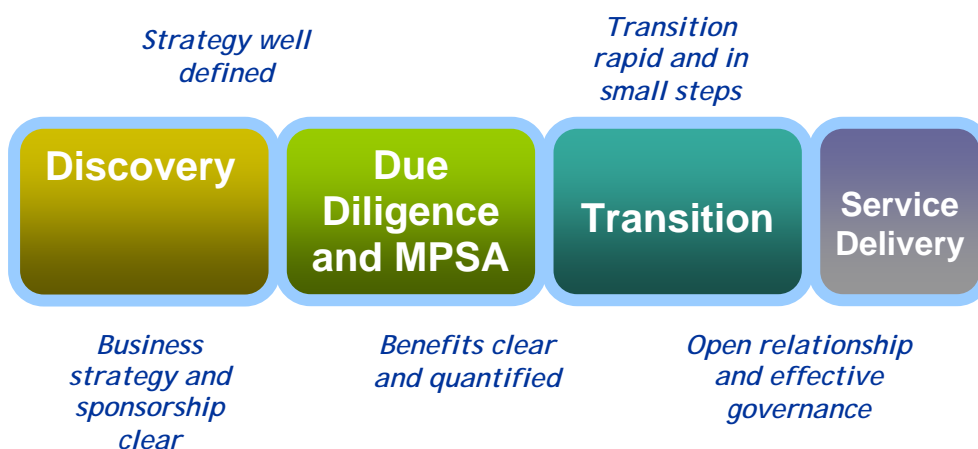 Strategy well
defined
Transition
rapid and in
small steps
Discovery
Due
Diligence
and MPSA
Transition
Service
Delivery
Business
strategy and
sponsorship
clear
Benefits clear
and quantified
Open relationship
and effective
governance